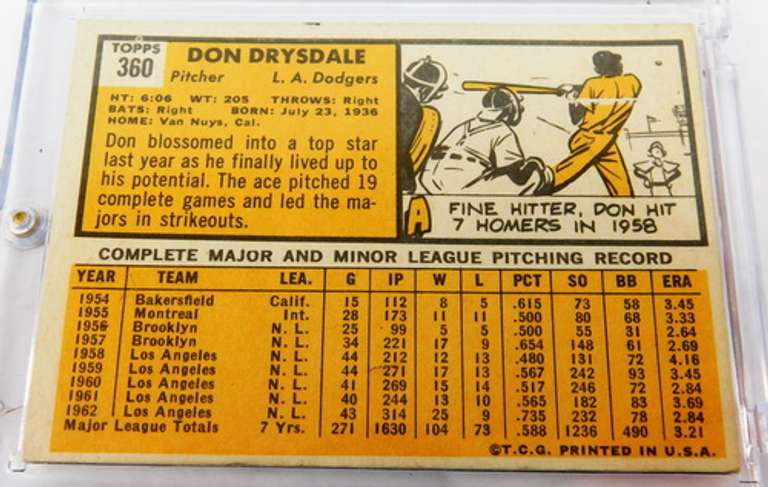 TOPPS
360
DON DRYSDALE
Pitcher L. A. Dodgers
HT: 6:06 WT: 205 THROWS: Right
BATS: Right BORN: July 23, 1936
HOME: Van Nuys, Cal.
Don blossomed into a top star
last year as he finally lived up to
his potential. The ace pitched 19
complete games and led the ma-
jors in strikeouts.
A
FINE HITTER, DON HIT
7 HOMERS IN 1958
COMPLETE MAJOR AND MINOR LEAGUE PITCHING RECORD
YEAR TEAM LEA. G IP W L PCT SO BB ERA
1954 Bakersfield Calif. 15 112 8 5 .615 73 58 3.45
1955 Montreal Int. 28 173 11 11 .500 80 68 3.33
1956 Brooklyn N. L. 25 99 5 5 .500 55 31 2.64
1957 Brooklyn N. L. 34 221 17 9 .654 148 61 2.69
1958 Los Angeles N. L. 44 212 12 13 .480 131 72 4.16
1959 Los Angeles N. L. 44 271 17 13 .567 242 93 3.45
1960 Los Angeles N. L. 41 269 15 14 .517 246 72 2.84
1961 Los Angeles N. L. 40 244 13 10 .565 182 83 3.69
1962 Los Angeles N. L. 43 314 25 9 .735 232 78 2.84
Major League Totals 7 Yrs. 271 1630 104 73 .588 1236 490 3.21
©T.C.G. PRINTED IN U.S.A.